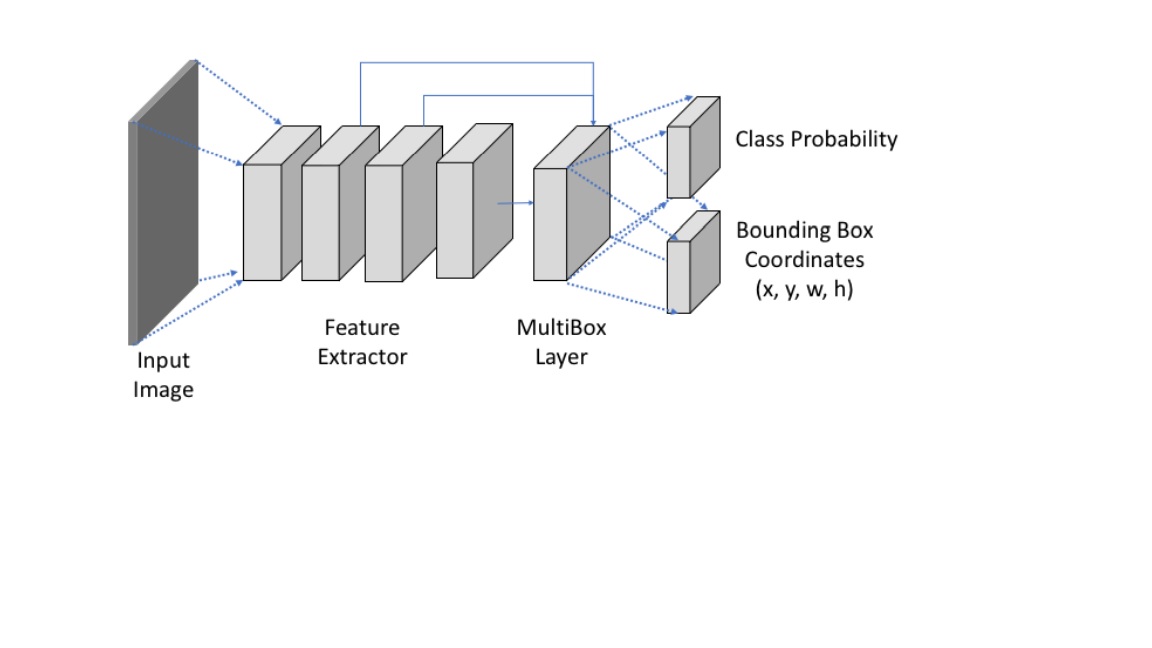 Class Probability
Bounding Box
Coordinates
(x, y, w, h)
Feature
Extractor
MultiBox
Layer
Input
Image